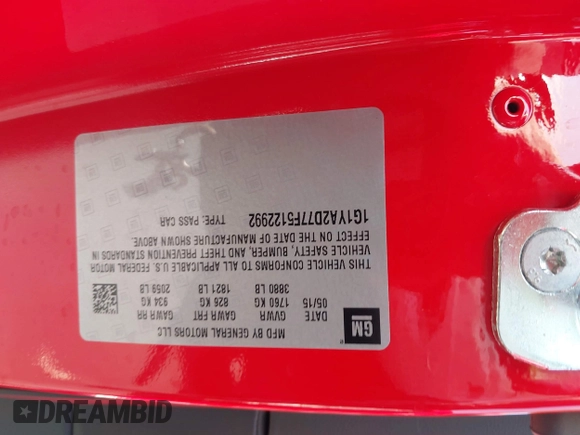 MFD BY GENERAL MOTORS LLC
DATE GVWR GAWR FRT GAWR RR
05/15 1760 KG 826 KG 934 KG
3880 LB 1821 LB 2059 LB
THIS VEHICLE CONFORMS TO ALL APPLICABLE U.S. FEDERAL MOTOR
VEHICLE SAFETY, BUMPER, AND THEFT PREVENTION STANDARDS IN
EFFECT ON THE DATE OF MANUFACTURE SHOWN ABOVE.
1G1YA2D77F5122992 TYPE: PASS CAR
GM
DREAMBID